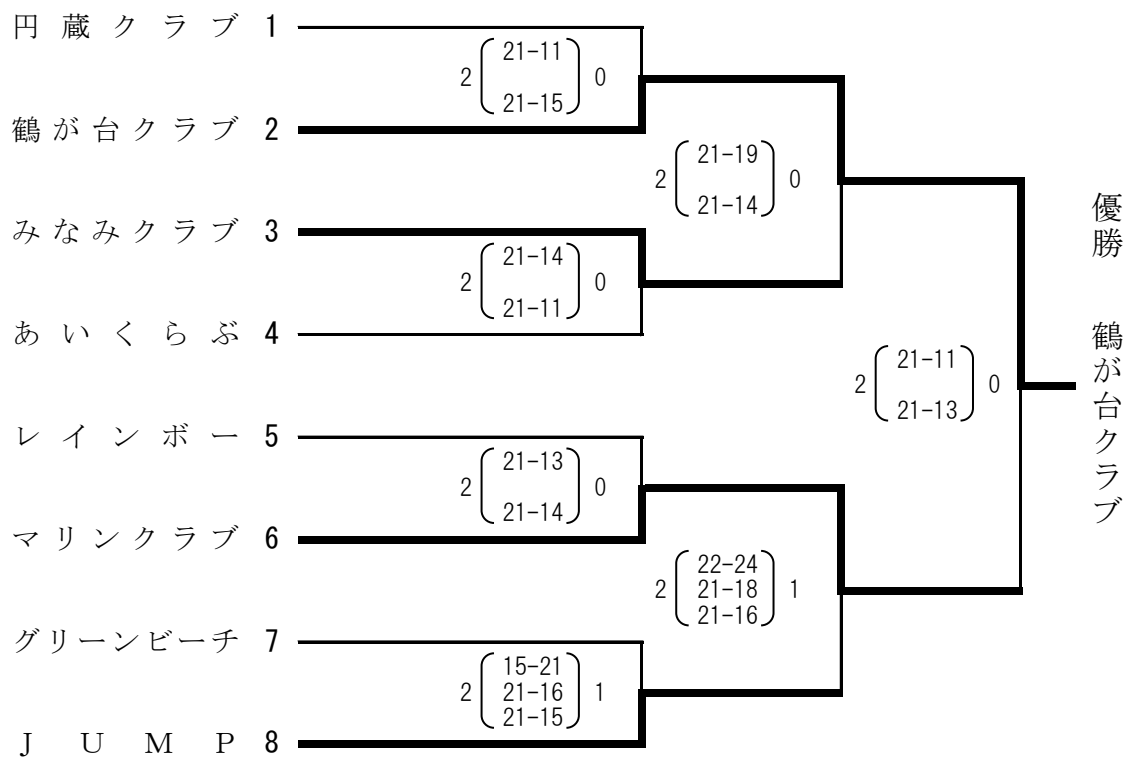 円蔵クラブ 1
2 21-11 0
21-15
鶴が台クラブ 2
2 21-19 0
21-14
みなみクラブ 3
2 21-14 0
21-11
あいくらぶ 4
2 21-11 0
21-13
優勝 鶴が台クラブ
レインボー 5
2 21-13 0
21-14
マリンクラブ 6
22-24
2 21-18 1
21-16
グリーンビーチ 7
15-21
2 21-16 1
21-15
JUMP 8